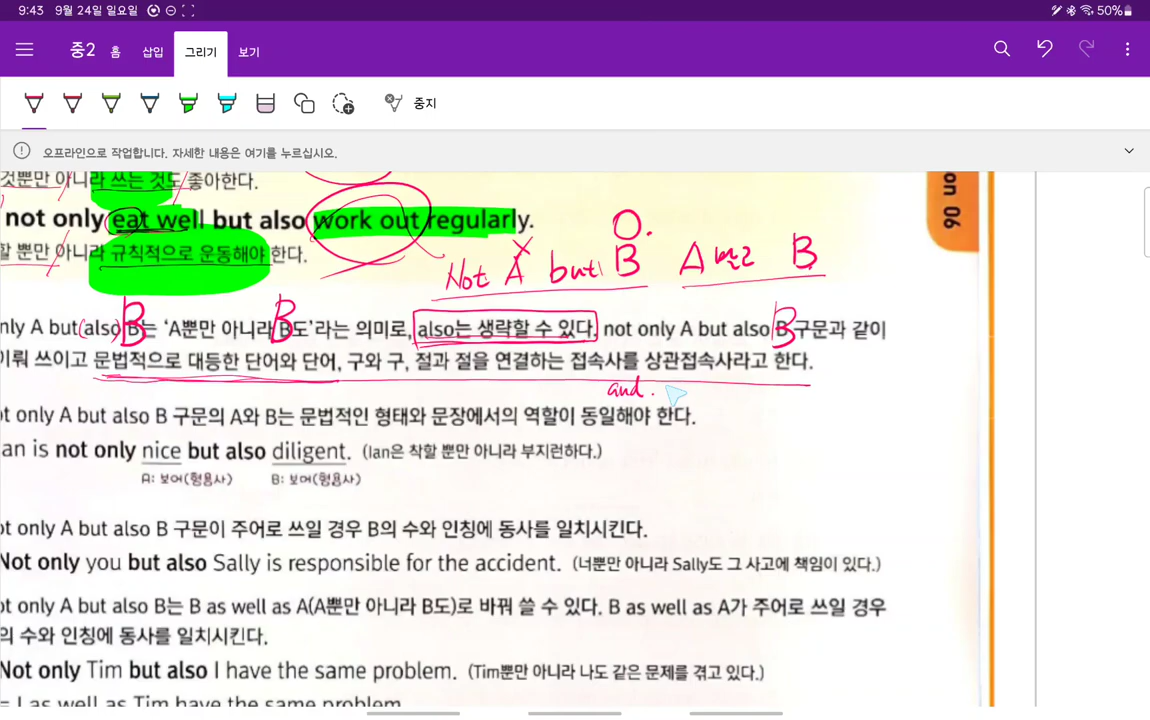 9:43 9월 24일 일요일 50%
중2 홈 삽입 그리기 보기
중지
오프라인으로 작업합니다. 자세한 내용은 여기를 누르십시오.
것뿐만 아니라 쓰는 것도 좋아한다.
on 06
not only eat well but also work out regularly.
할 뿐만 아니라 규칙적으로 운동해야 한다.
Not A but B A 말고 B
B B B
nly A but (also) B는 ‘A뿐만 아니라 B도’라는 의미로, also는 생략할 수 있다. not only A but also B 구문과 같이
이뤄 쓰이고 문법적으로 대등한 단어와 단어, 구와 구, 절과 절을 연결하는 접속사를 상관접속사라고 한다.
and.
ot only A but also B 구문의 A와 B는 문법적인 형태와 문장에서의 역할이 동일해야 한다.
an is not only nice but also diligent. (Ian은 착할 뿐만 아니라 부지런하다.)
A: 보어(형용사) B: 보어(형용사)
ot only A but also B 구문이 주어로 쓰일 경우 B의 수와 인칭에 동사를 일치시킨다.
Not only you but also Sally is responsible for the accident. (너뿐만 아니라 Sally도 그 사고에 책임이 있다.)
ot only A but also B는 B as well as A(A뿐만 아니라 B도)로 바꿔 쓸 수 있다. B as well as A가 주어로 쓰일 경우
의 수와 인칭에 동사를 일치시킨다.
Not only Tim but also I have the same problem. (Tim뿐만 아니라 나도 같은 문제를 겪고 있다.)
= I as well as Tim have the same problem.